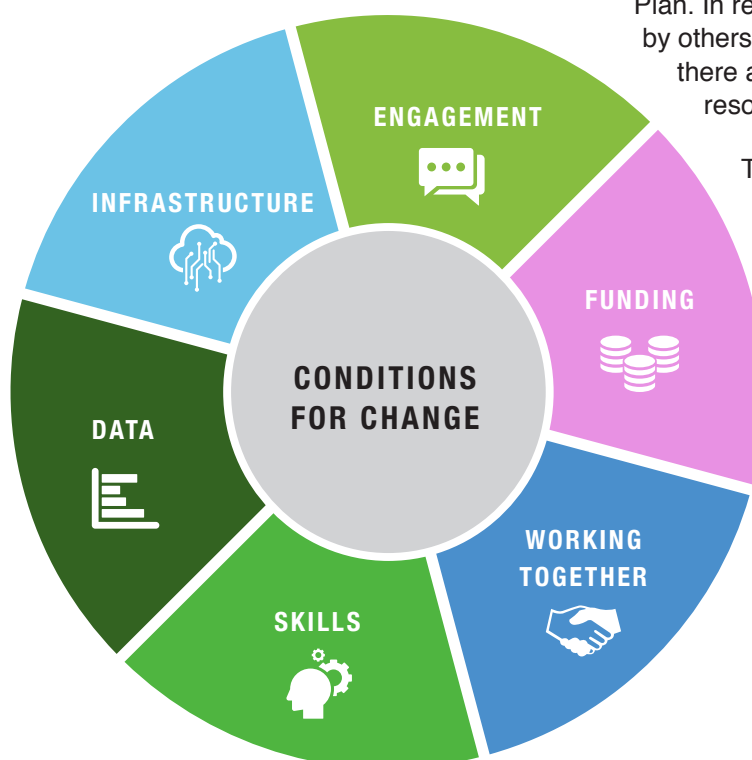 Plan. In re
by others
there a
reso
T
ENGAGEMENT
INFRASTRUCTURE
FUNDING
CONDITIONS
FOR CHANGE
DATA
WORKING
TOGETHER
SKILLS